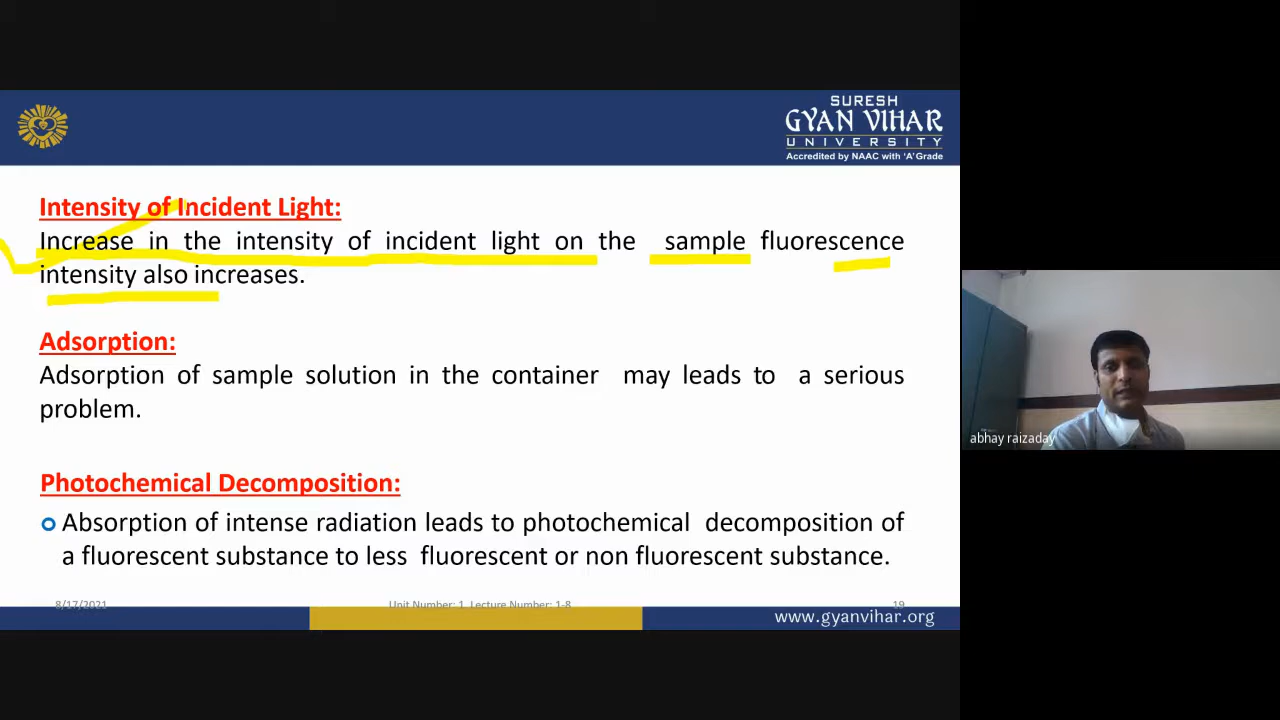 SURESH
GYAN VIHAR
UNIVERSITY
Accredited by NAAC with 'A' Grade
Intensity of Incident Light:
Increase in the intensity of incident light on the sample fluorescence
intensity also increases.
Adsorption:
Adsorption of sample solution in the container may leads to a serious
problem.
Photochemical Decomposition:
Absorption of intense radiation leads to photochemical decomposition of
a fluorescent substance to less fluorescent or non fluorescent substance.
8/17/2021
Unit Number: 1 Lecture Number: 1-8
19
www.gyanvihar.org
abhay raizaday